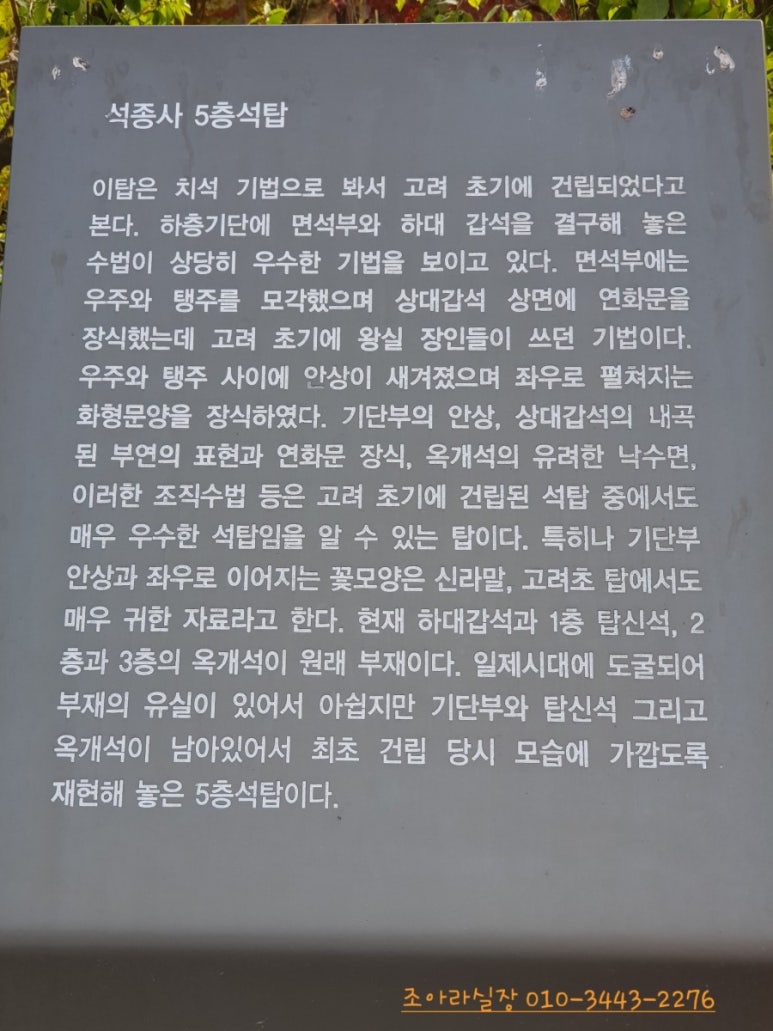 석종사 5층석탑
이탑은 치석 기법으로 봐서 고려 초기에 건립되었다고
본다. 하층기단에 면석부와 하대 갑석을 결구해 놓은
수법이 상당히 우수한 기법을 보이고 있다. 면석부에는
우주와 탱주를 모각했으며 상대갑석 상면에 연화문을
장식했는데 고려 초기에 왕실 장인들이 쓰던 기법이다.
우주와 탱주 사이에 안상이 새겨졌으며 좌우로 펼쳐지는
화형문양을 장식하였다. 기단부의 안상, 상대갑석의 내곡
된 부연의 표현과 연화문 장식, 옥개석의 유려한 낙수면,
이러한 조직수법 등은 고려 초기에 건립된 석탑 중에서도
매우 우수한 석탑임을 알 수 있는 탑이다. 특히나 기단부
안상과 좌우로 이어지는 꽃모양은 신라말, 고려초 탑에서도
매우 귀한 자료라고 한다. 현재 하대갑석과 1층 탑신석, 2
층과 3층의 옥개석이 원래 부재이다. 일제시대에 도굴되어
부재의 유실이 있어서 아쉽지만 기단부와 탑신석 그리고
옥개석이 남아있어서 최초 건립 당시 모습에 가깝도록
재현해 놓은 5층석탑이다.
조아라실장 010-3443-2276